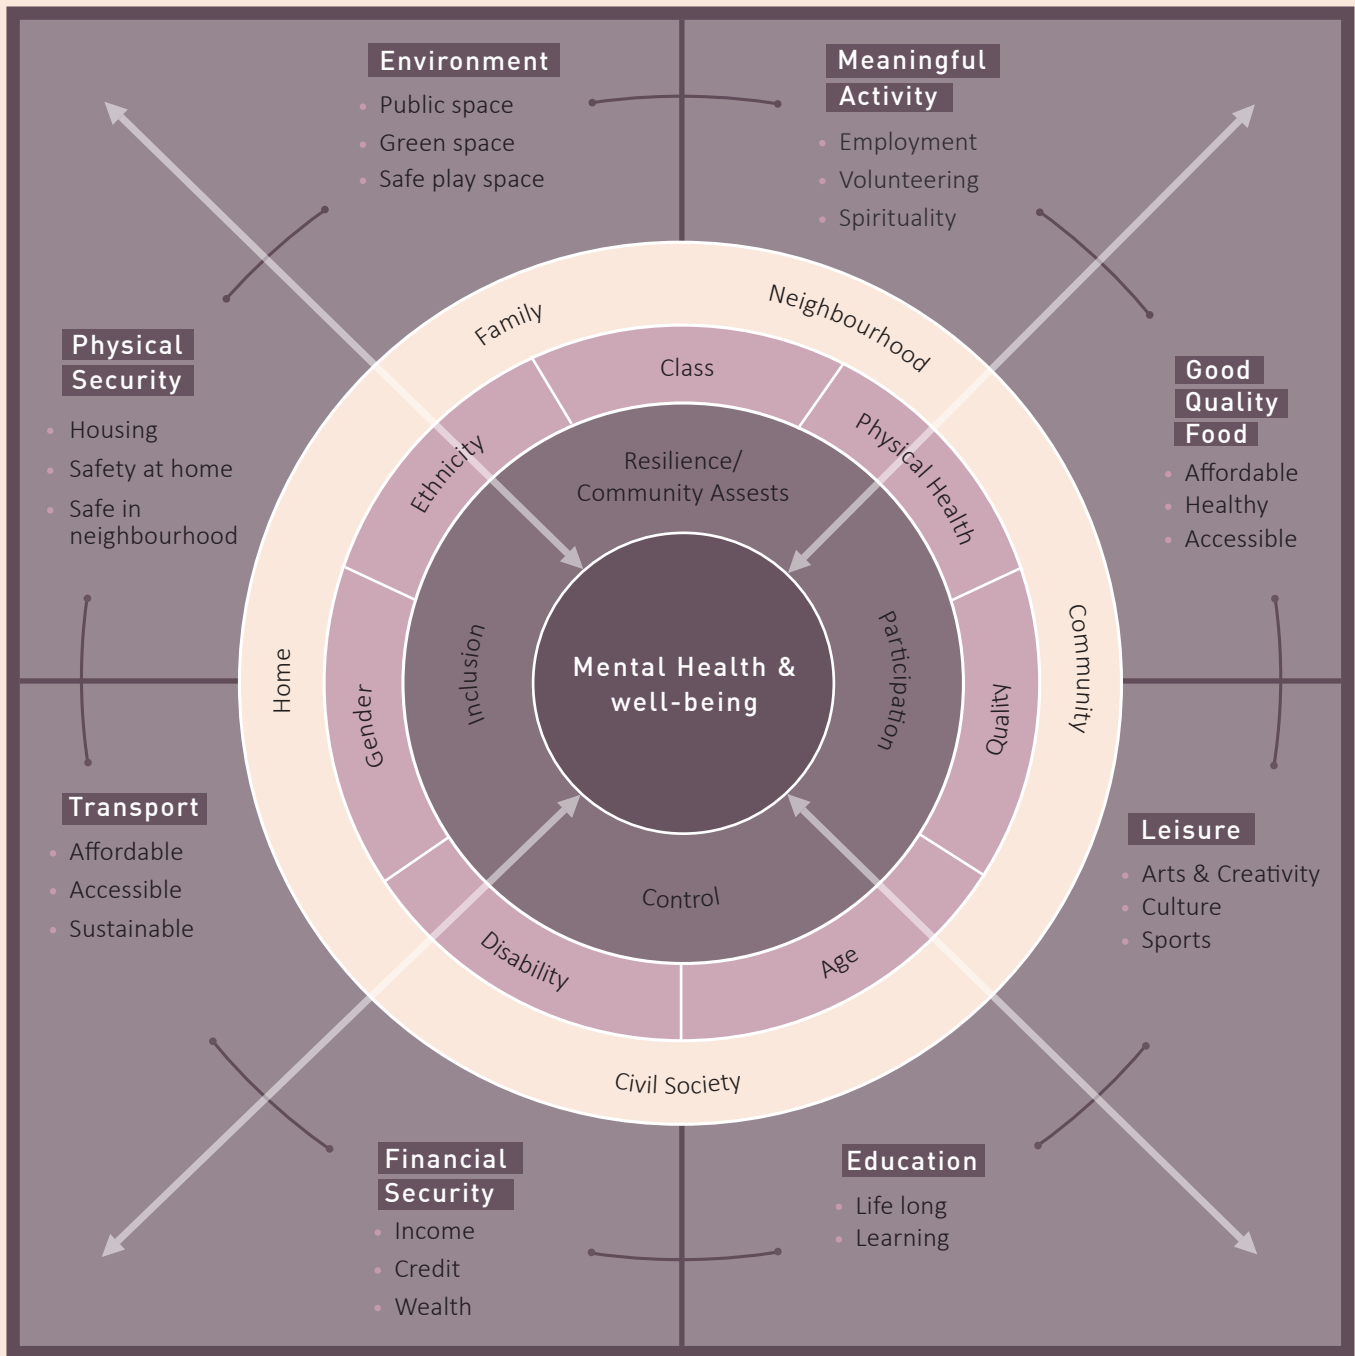 Environment
• Public space
• Green space
• Safe play space
Meaningful
Activity
• Employment
• Volunteering
• Spirituality
Physical
Security
• Housing
• Safety at home
• Safe in
neighbourhood
Good
Quality
Food
• Affordable
• Healthy
• Accessible
Family
Neighbourhood
Home
Community
Civil Society
Class
Ethnicity
Physical Health
Gender
Quality
Disability
Age
Resilience/
Community Assests
Inclusion
Participation
Control
Mental Health &
well-being
Transport
• Affordable
• Accessible
• Sustainable
Leisure
• Arts & Creativity
• Culture
• Sports
Financial
Security
• Income
• Credit
• Wealth
Education
• Life long
• Learning